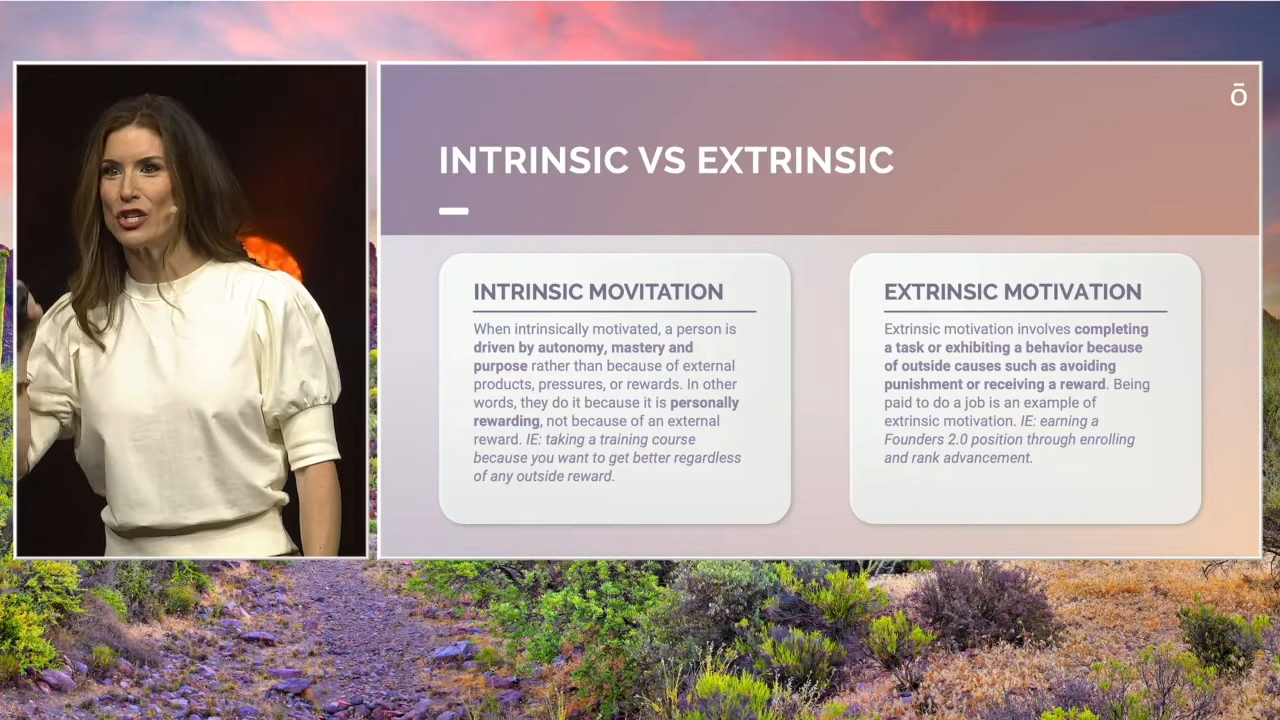 ō
INTRINSIC VS EXTRINSIC
INTRINSIC MOVITATION
When intrinsically motivated, a person is
driven by autonomy, mastery and
purpose rather than because of external
products, pressures, or rewards. In other
words, they do it because it is personally
rewarding, not because of an external
reward. IE: taking a training course
because you want to get better regardless
of any outside reward.
EXTRINSIC MOTIVATION
Extrinsic motivation involves completing
a task or exhibiting a behavior because
of outside causes such as avoiding
punishment or receiving a reward. Being
paid to do a job is an example of
extrinsic motivation. IE: earning a
Founders 2.0 position through enrolling
and rank advancement.